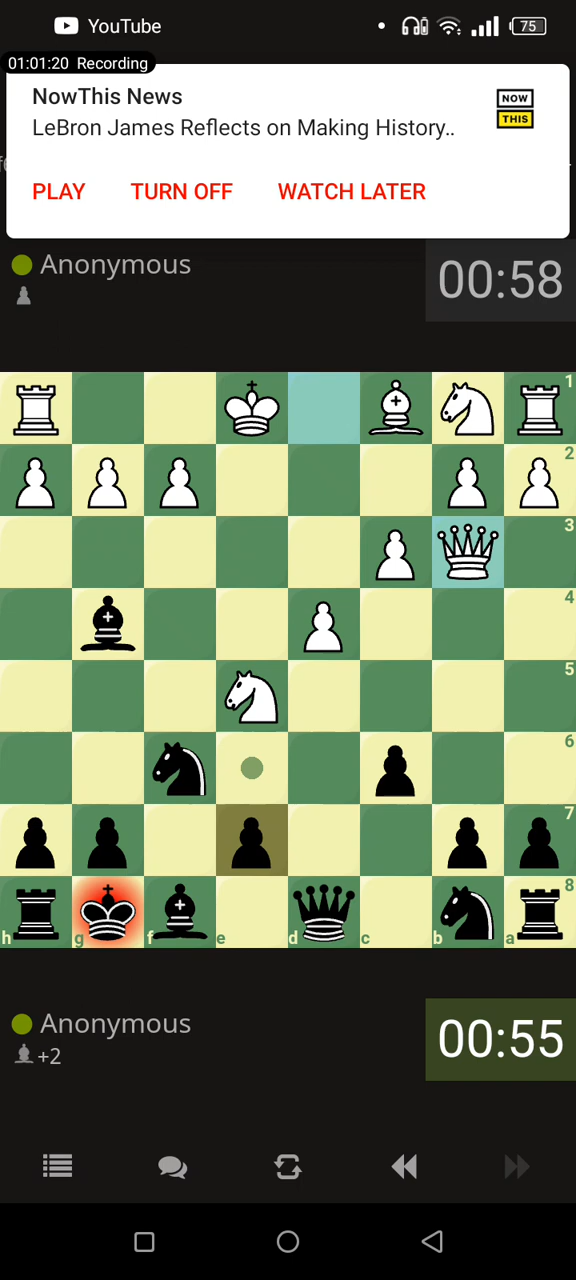 YouTube
75
01:01:20 Recording
NowThis News
LeBron James Reflects on Making History..
NOW
THIS
PLAY TURN OFF WATCH LATER
Anonymous
00:58
1
2
3
4
5
6
7
8
h g f e d c b a
Anonymous
+2
00:55